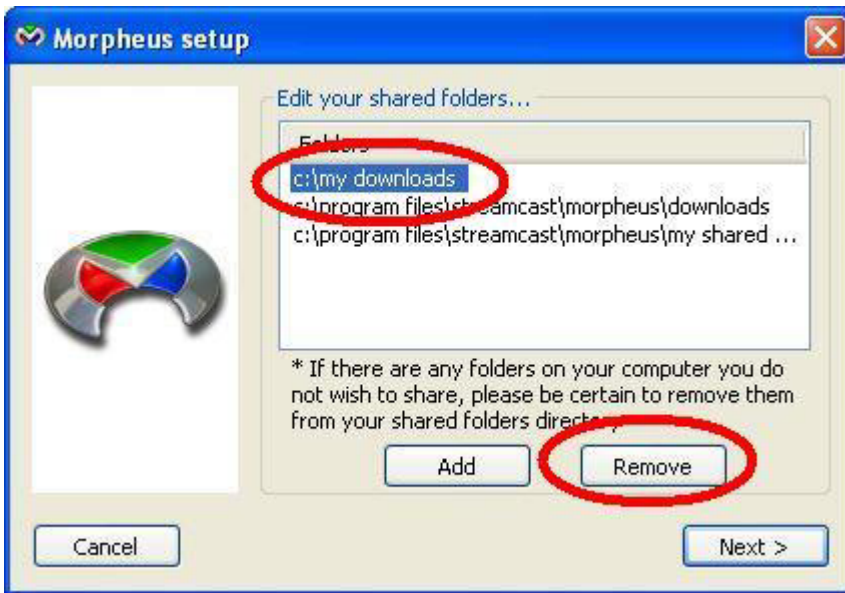 Morpheus setup
Edit your shared folders...
Folders
c:\my downloads
c:\program files\streamcast\morpheus\downloads
c:\program files\streamcast\morpheus\my shared ...
* If there are any folders on your computer you do
not wish to share, please be certain to remove them
from your shared folders directory
Add
Remove
Cancel
Next >